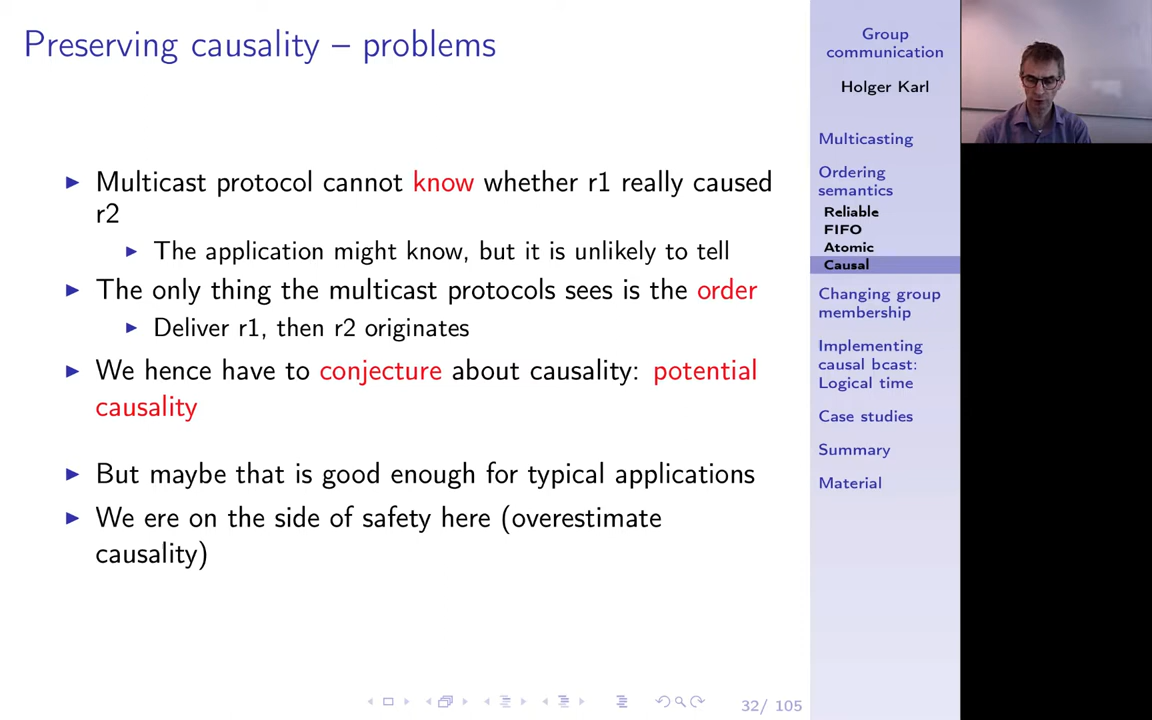 Preserving causality – problems
Multicast protocol cannot know whether r1 really caused
r2
The application might know, but it is unlikely to tell
The only thing the multicast protocols sees is the order
Deliver r1, then r2 originates
We hence have to conjecture about causality: potential
causality
But maybe that is good enough for typical applications
We ere on the side of safety here (overestimate
causality)
Group
communication
Holger Karl
Multicasting
Ordering
semantics
Reliable
FIFO
Atomic
Causal
Changing group
membership
Implementing
causal bcast:
Logical time
Case studies
Summary
Material
32/ 105